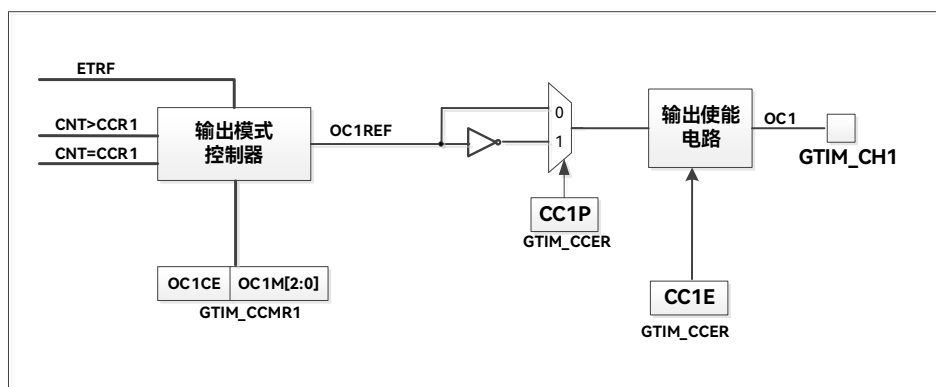 ETRF
CNT>CCR1
CNT=CCR1
输出模式
控制器
OC1REF
0
1
输出使能
电路
OC1
GTIM_CH1
CC1P
GTIM_CCER
OC1CE
OC1M[2:0]
GTIM_CCMR1
CC1E
GTIM_CCER